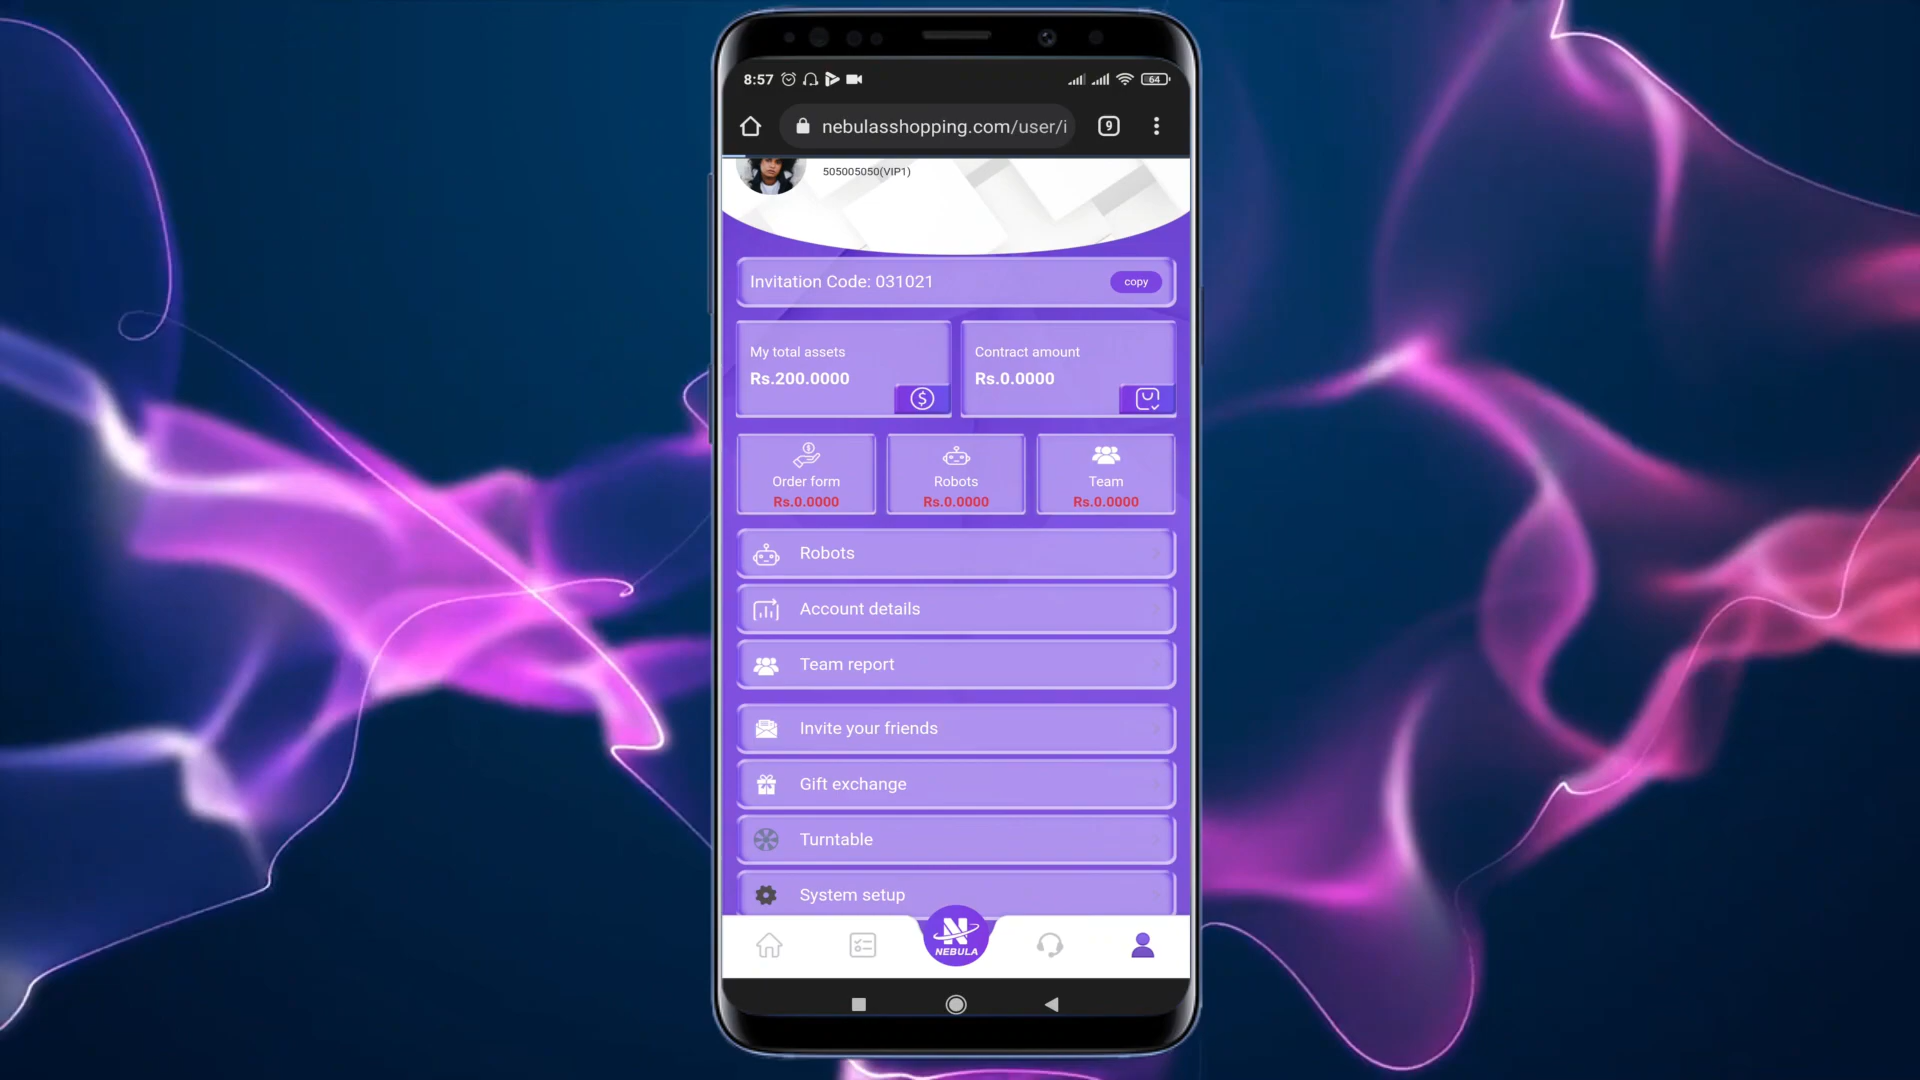 8:57
64
nebulasshopping.com/user/i
9
505005050(VIP1)
Invitation Code: 031021
copy
My total assets
Rs.200.0000
Contract amount
Rs.0.0000
Order form
Rs.0.0000
Robots
Rs.0.0000
Team
Rs.0.0000
Robots
Account details
Team report
Invite your friends
Gift exchange
Turntable
System setup
N
NEBULA